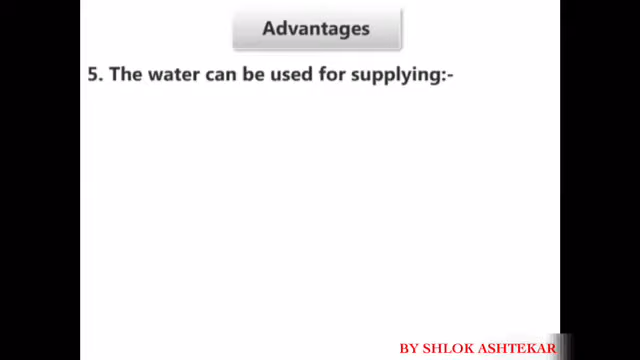 Advantages
5. The water can be used for supplying:-
BY SHLOK ASHTEKAR